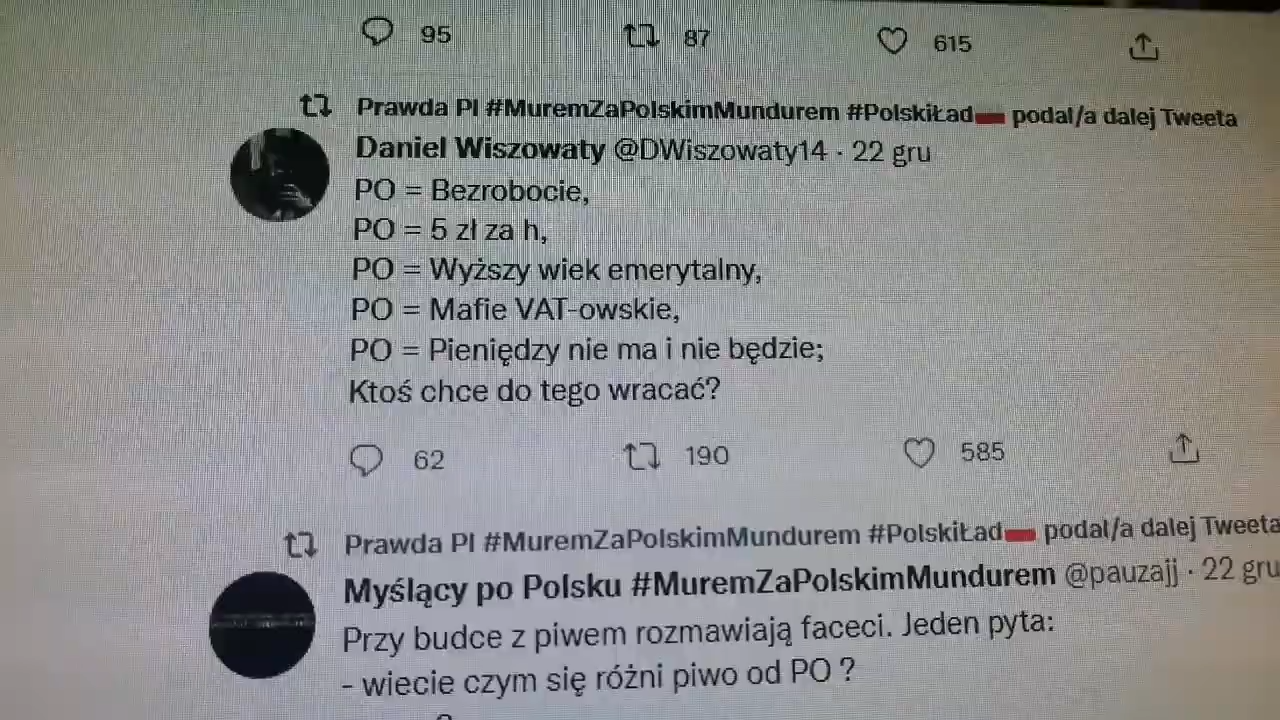 95 87 615
Prawda Pl #MuremZaPolskimMundurem #PolskiŁad podał/a dalej Tweeta
Daniel Wiszowaty @DWiszowaty14 · 22 gru
PO = Bezrobocie,
PO = 5 zł za h,
PO = Wyższy wiek emerytalny,
PO = Mafie VAT-owskie,
PO = Pieniędzy nie ma i nie będzie;
Ktoś chce do tego wracać?
62 190 585
Prawda Pl #MuremZaPolskimMundurem #PolskiŁad podał/a dalej Tweeta
Myślący po Polsku #MuremZaPolskimMundurem @pauzajj · 22 gru
Przy budce z piwem rozmawiają faceci. Jeden pyta:
- wiecie czym się różni piwo od PO ?